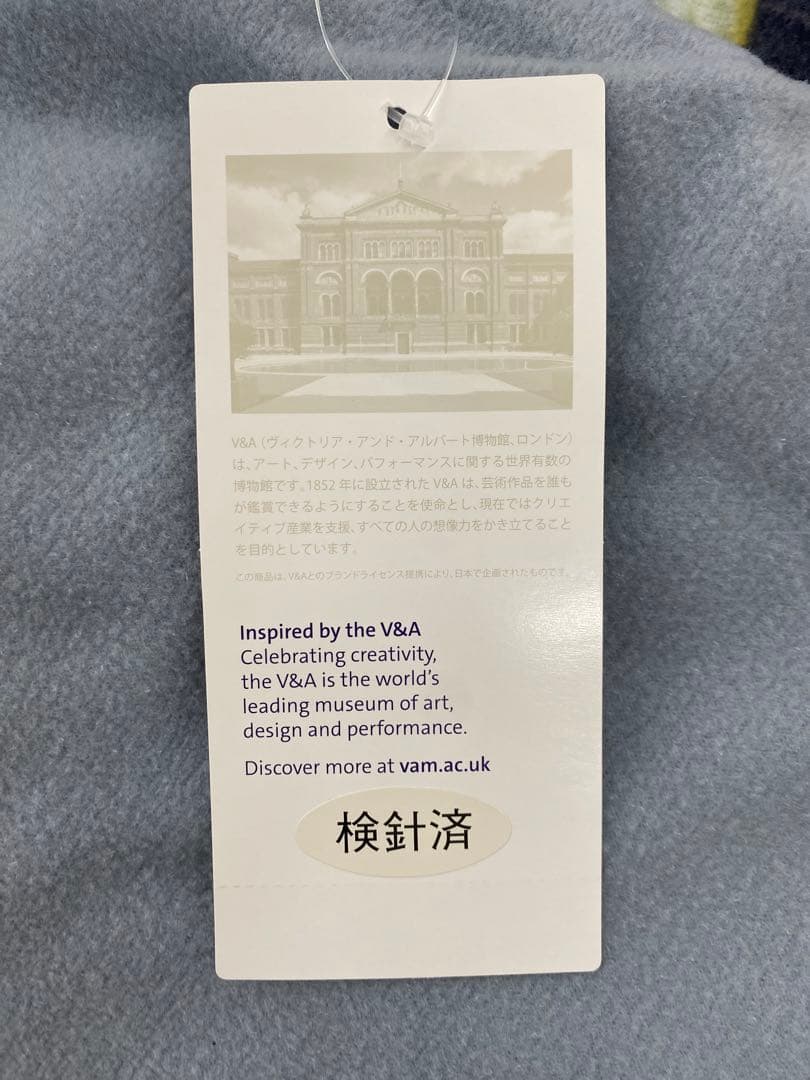 V&A（ヴィクトリア・アンド・アルバート博物館、ロンドン）
は、アート、デザイン、パフォーマンスに関する世界有数の
博物館です。1852 年に設立された V&A は、芸術作品を誰も
が鑑賞できるようにすることを使命とし、現在ではクリエ
イティブ産業を支援、すべての人の想像力をかき立てること
を目的としています。
この商品は、V&Aとのブランドライセンス提携により、日本で企画されたものです。
Inspired by the V&A
Celebrating creativity,
the V&A is the world's
leading museum of art,
design and performance.
Discover more at vam.ac.uk
検針済